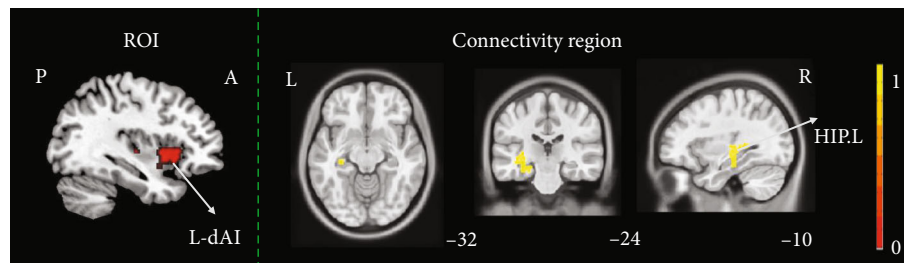 ROI
P
A
L-dAI
Connectivity region
L
R
HIP.L
–32
–24
–10
1
0